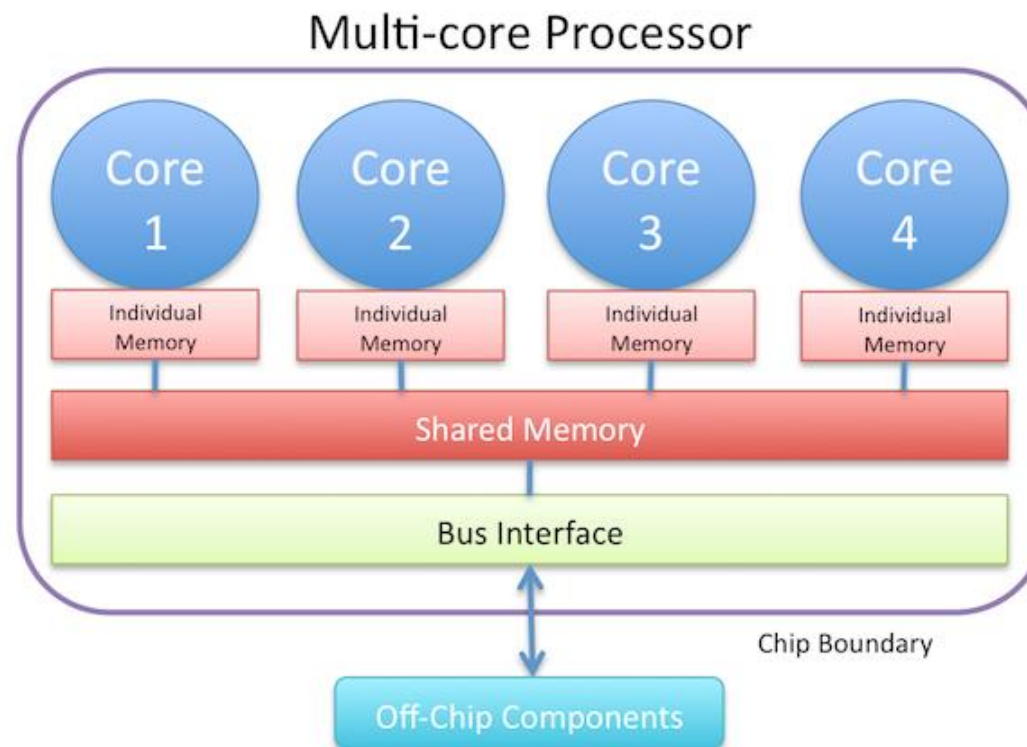 Multi-core Processor
Core
1
Core
2
Core
3
Core
4
Individual
Memory
Individual
Memory
Individual
Memory
Individual
Memory
Shared Memory
Bus Interface
Chip Boundary
Off-Chip Components